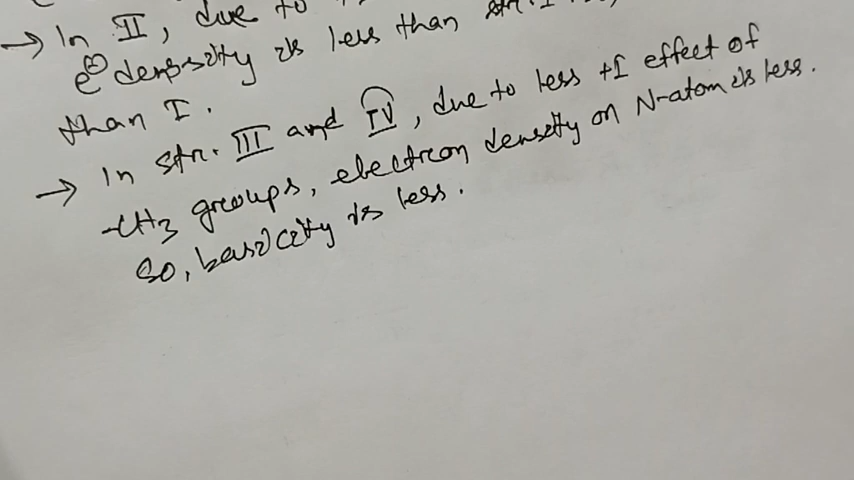 → In II, due to
e⊖ density is less than str. I
than I.
→ In str. III and IV, due to less +I effect of
-CH3 groups, electron density on N-atom is less.
So, basicity is less.